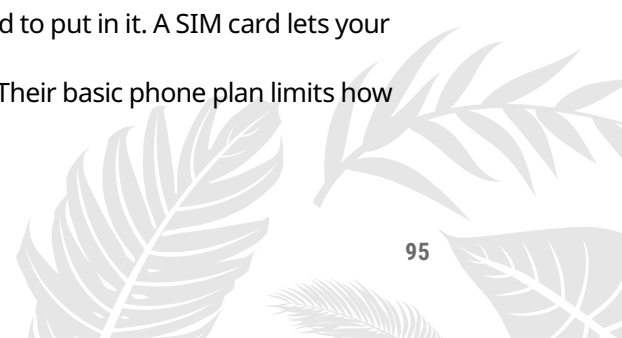 d to put in it. A SIM card lets your
Their basic phone plan limits how
95